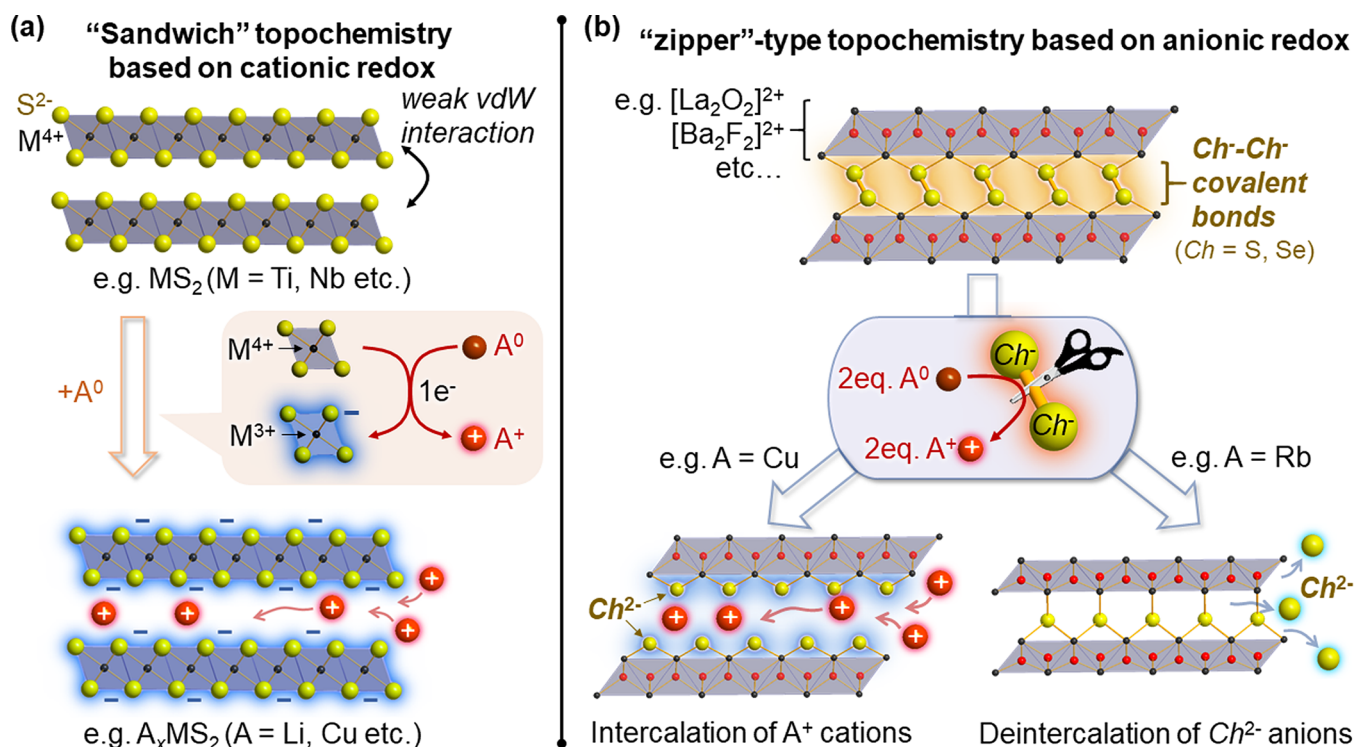 (a)
“Sandwich” topochemistry
based on cationic redox
S²⁻
M⁴⁺
weak vdW
interaction
e.g. MS₂ (M = Ti, Nb etc.)
+A⁰
M⁴⁺
A⁰
1e⁻
M³⁺
−
+ A⁺
− − − −
− − − −
+
+ + +
+
− − −
− − − −
e.g. AₓMS₂ (A = Li, Cu etc.)
(b)
“zipper”-type topochemistry based on anionic redox
e.g. [La₂O₂]²⁺
[Ba₂F₂]²⁺
etc…
Ch⁻-Ch⁻
covalent
bonds
(Ch = S, Se)
Ch⁻
2eq. A⁰
Ch⁻
2eq. A⁺ +
e.g. A = Cu
e.g. A = Rb
Ch²⁻
+ + + +
+
Ch²⁻
Intercalation of A⁺ cations
Deintercalation of Ch²⁻ anions